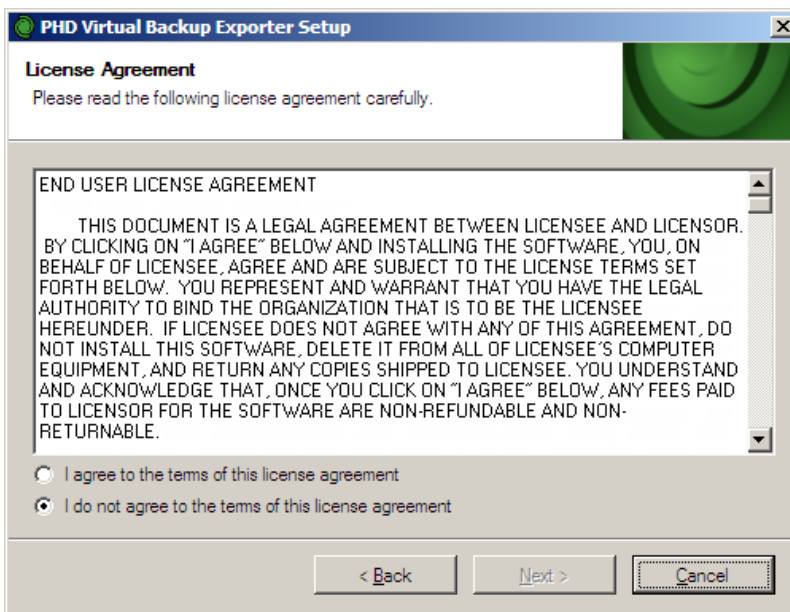 PHD Virtual Backup Exporter Setup
License Agreement
Please read the following license agreement carefully.
END USER LICENSE AGREEMENT
THIS DOCUMENT IS A LEGAL AGREEMENT BETWEEN LICENSEE AND LICENSOR.
BY CLICKING ON "I AGREE" BELOW AND INSTALLING THE SOFTWARE, YOU, ON
BEHALF OF LICENSEE, AGREE AND ARE SUBJECT TO THE LICENSE TERMS SET
FORTH BELOW. YOU REPRESENT AND WARRANT THAT YOU HAVE THE LEGAL
AUTHORITY TO BIND THE ORGANIZATION THAT IS TO BE THE LICENSEE
HEREUNDER. IF LICENSEE DOES NOT AGREE WITH ANY OF THIS AGREEMENT, DO
NOT INSTALL THIS SOFTWARE, DELETE IT FROM ALL OF LICENSEE'S COMPUTER
EQUIPMENT, AND RETURN ANY COPIES SHIPPED TO LICENSEE. YOU UNDERSTAND
AND ACKNOWLEDGE THAT, ONCE YOU CLICK ON "I AGREE" BELOW, ANY FEES PAID
TO LICENSOR FOR THE SOFTWARE ARE NON-REFUNDABLE AND NON-
RETURNABLE.
I agree to the terms of this license agreement
I do not agree to the terms of this license agreement
< Back
Next >
Cancel